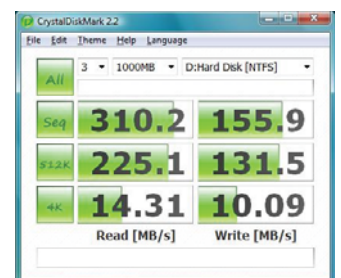 CrystalDiskMark 2.2
File Edit Theme Help Language
All 3 1000MB D:Hard Disk [NTFS]
Seq 310.2 155.9
512K 225.1 131.5
4K 14.31 10.09
Read [MB/s] Write [MB/s]